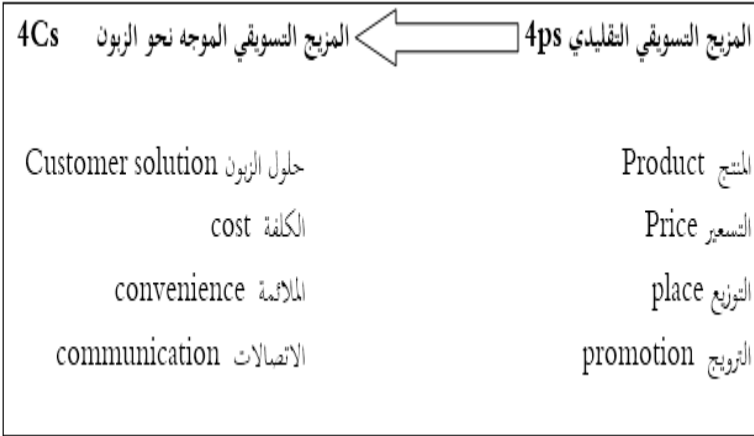 المزيج التسويقي التقليدي 4ps المزيج التسويقي الموجه نحو الزبون 4Cs
المنتج Product حلول الزبون Customer solution
التسعير Price الكلفة cost
التوزيع place الملائمة convenience
الترويج promotion الاتصالات communication